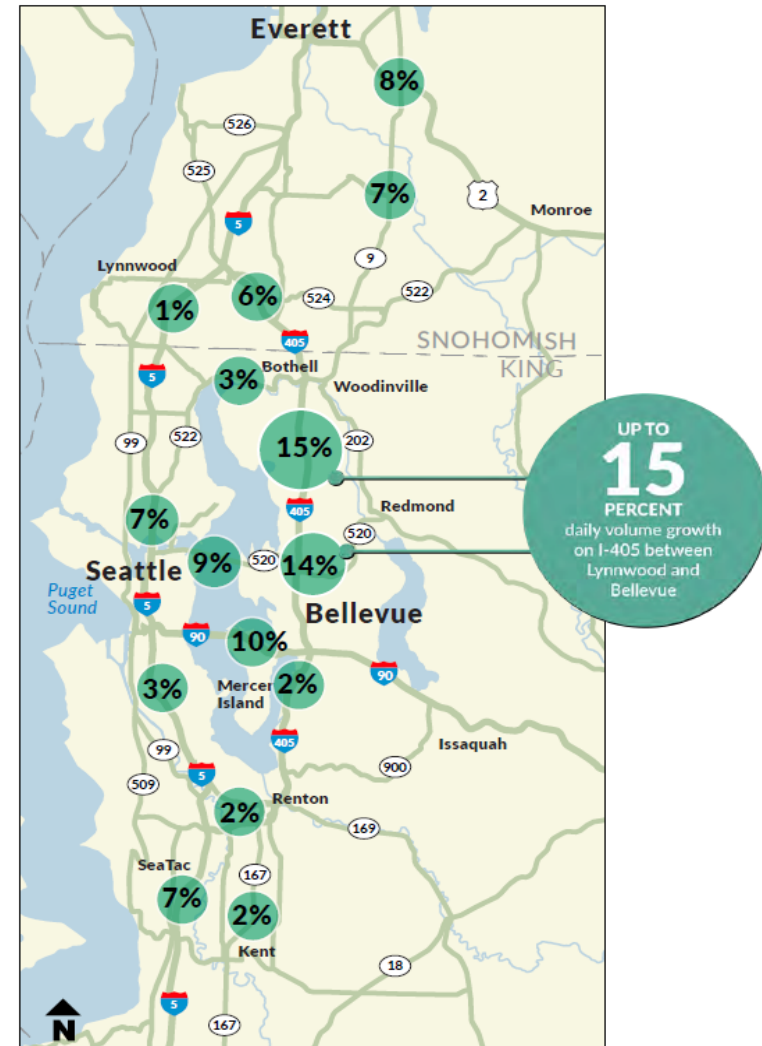 Everett
8%
526
525
7%
2
Monroe
5
9
Lynnwood
6%
524
522
1%
405
SNOHOMISH
KING
5
3%
Bothell
Woodinville
99
522
15%
202
UP TO
15
PERCENT
daily volume growth
on I-405 between
Lynnwood and
Bellevue
405
Redmond
7%
520
Seattle
9%
520
14%
Puget
Sound
5
Bellevue
90
10%
90
3%
Mercer
Island
2%
405
Issaquah
99
5
900
509
2%
Renton
169
SeaTac
167
7%
2%
Kent
18
5
167
N